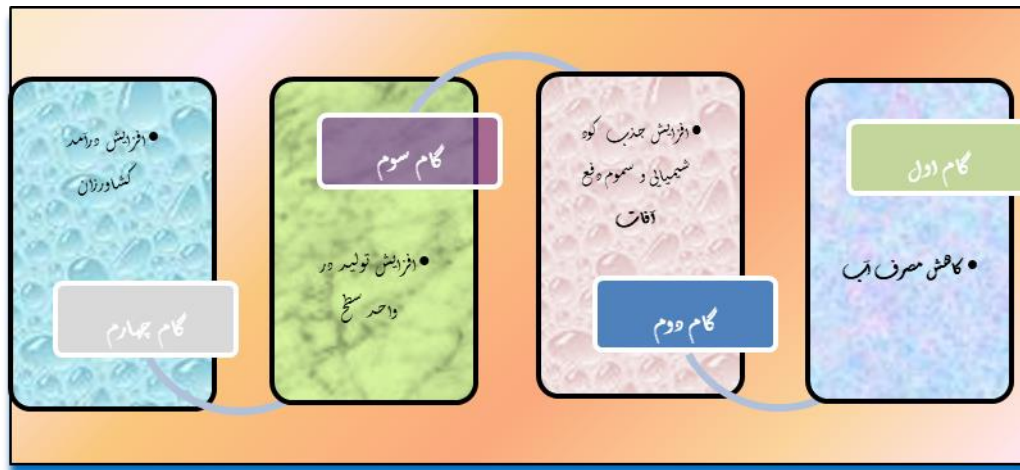 گام اول
• کاهش مصرف آب
• افزایش جذب کود
شیمیایی و سموم دفع
آفات
گام دوم
گام سوم
• افزایش تولید در
واحد سطح
• افزایش درآمد
کشاورزان
گام چهارم